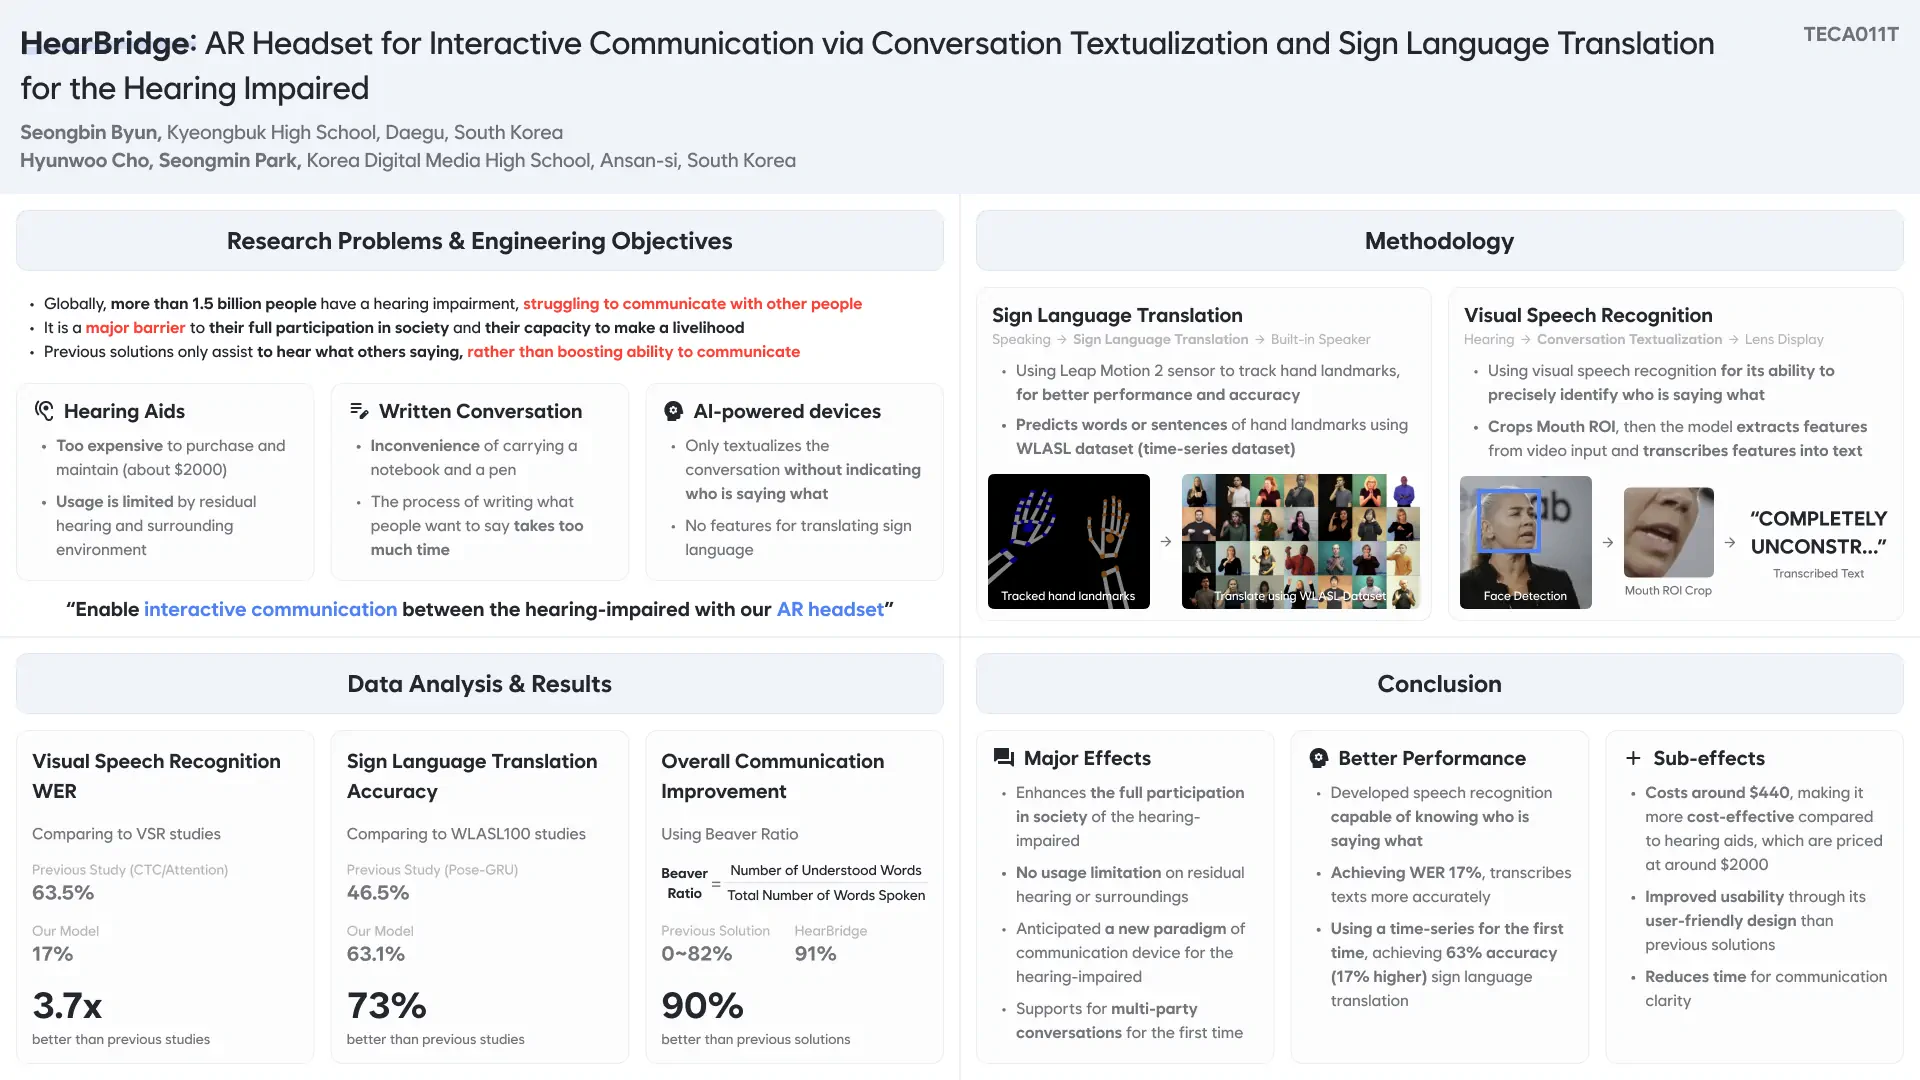 HearBridge: AR Headset for Interactive Communication via Conversation Textualization and Sign Language Translation
for the Hearing Impaired
TECA011T
Seongbin Byun, Kyeongbuk High School, Daegu, South Korea
Hyunwoo Cho, Seongmin Park, Korea Digital Media High School, Ansan-si, South Korea
Research Problems & Engineering Objectives
• Globally, more than 1.5 billion people have a hearing impairment, struggling to communicate with other people
• It is a major barrier to their full participation in society and their capacity to make a livelihood
• Previous solutions only assist to hear what others saying, rather than boosting ability to communicate
Hearing Aids
• Too expensive to purchase and
maintain (about $2000)
• Usage is limited by residual
hearing and surrounding
environment
Written Conversation
• Inconvenience of carrying a
notebook and a pen
• The process of writing what
people want to say takes too
much time
AI-powered devices
• Only textualizes the
conversation without indicating
who is saying what
• No features for translating sign
language
“Enable interactive communication between the hearing-impaired with our AR headset”
Methodology
Sign Language Translation
Speaking → Sign Language Translation → Built-in Speaker
• Using Leap Motion 2 sensor to track hand landmarks,
for better performance and accuracy
• Predicts words or sentences of hand landmarks using
WLASL dataset (time-series dataset)
Tracked hand landmarks
→
Translate using WLASL Dataset
Visual Speech Recognition
Hearing → Conversation Textualization → Lens Display
• Using visual speech recognition for its ability to
precisely identify who is saying what
• Crops Mouth ROI, then the model extracts features
from video input and transcribes features into text
ab
Face Detection
→
Mouth ROI Crop
→
“COMPLETELY
UNCONSTR...”
Transcribed Text
Data Analysis & Results
Visual Speech Recognition
WER
Comparing to VSR studies
Previous Study (CTC/Attention)
63.5%
Our Model
17%
3.7x
better than previous studies
Sign Language Translation
Accuracy
Comparing to WLASL100 studies
Previous Study (Pose-GRU)
46.5%
Our Model
63.1%
73%
better than previous studies
Overall Communication
Improvement
Using Beaver Ratio
Beaver
Ratio
=
Number of Understood Words
Total Number of Words Spoken
Previous Solution
0~82%
HearBridge
91%
90%
better than previous solutions
Conclusion
Major Effects
• Enhances the full participation
in society of the hearing-
impaired
• No usage limitation on residual
hearing or surroundings
• Anticipated a new paradigm of
communication device for the
hearing-impaired
• Supports for multi-party
conversations for the first time
Better Performance
• Developed speech recognition
capable of knowing who is
saying what
• Achieving WER 17%, transcribes
texts more accurately
• Using a time-series for the first
time, achieving 63% accuracy
(17% higher) sign language
translation
Sub-effects
• Costs around $440, making it
more cost-effective compared
to hearing aids, which are priced
at around $2000
• Improved usability through its
user-friendly design than
previous solutions
• Reduces time for communication
clarity